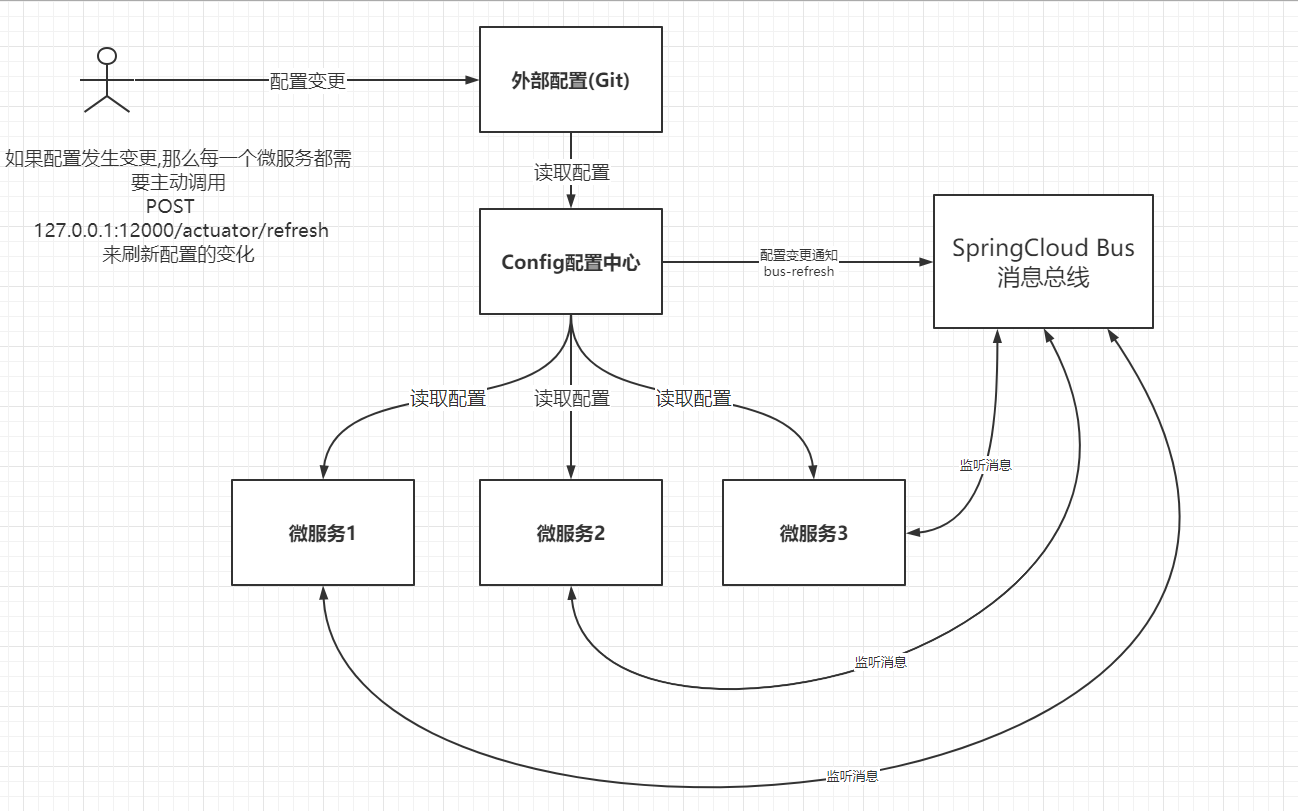 外部配置(Git)
配置变更
如果配置发生变更,那么每一个微服务都需
要主动调用
POST
127.0.0.1:12000/actuator/refresh
来刷新配置的变化
读取配置
Config配置中心
配置变更通知
bus-refresh
SpringCloud Bus
消息总线
读取配置
读取配置
读取配置
监听消息
微服务1
微服务2
微服务3
监听消息
监听消息